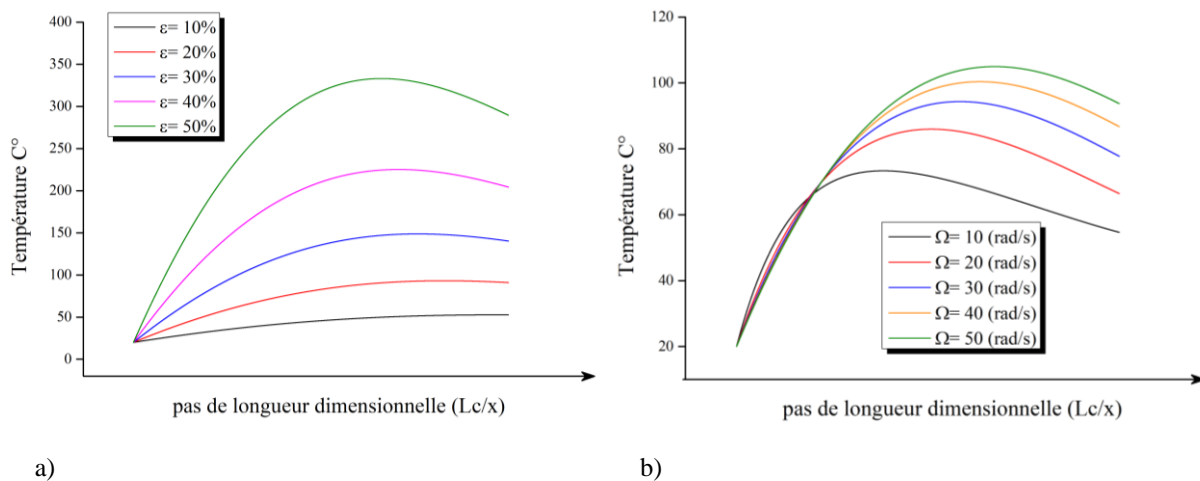 400
350
300
250
200
150
100
50
0
Température C°
ε= 10%
ε= 20%
ε= 30%
ε= 40%
ε= 50%
pas de longueur dimensionnelle (Lc/x)
a)
120
100
80
60
40
20
Température C°
Ω= 10 (rad/s)
Ω= 20 (rad/s)
Ω= 30 (rad/s)
Ω= 40 (rad/s)
Ω= 50 (rad/s)
pas de longueur dimensionnelle (Lc/x)
b)